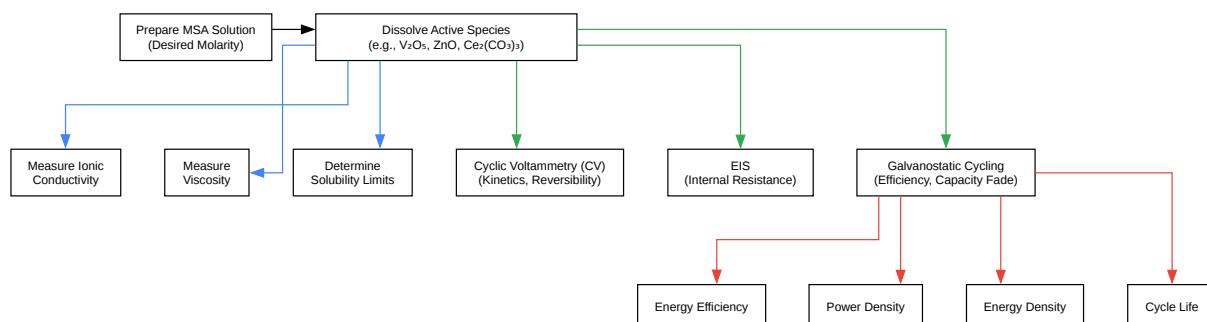 Prepare MSA Solution
(Desired Molarity)
Dissolve Active Species
(e.g., V₂O₅, ZnO, Ce₂(CO₃)₃)
Measure Ionic
Conductivity
Measure
Viscosity
Determine
Solubility Limits
Cyclic Voltammetry (CV)
(Kinetics, Reversibility)
EIS
(Internal Resistance)
Galvanostatic Cycling
(Efficiency, Capacity Fade)
Energy Efficiency
Power Density
Energy Density
Cycle Life